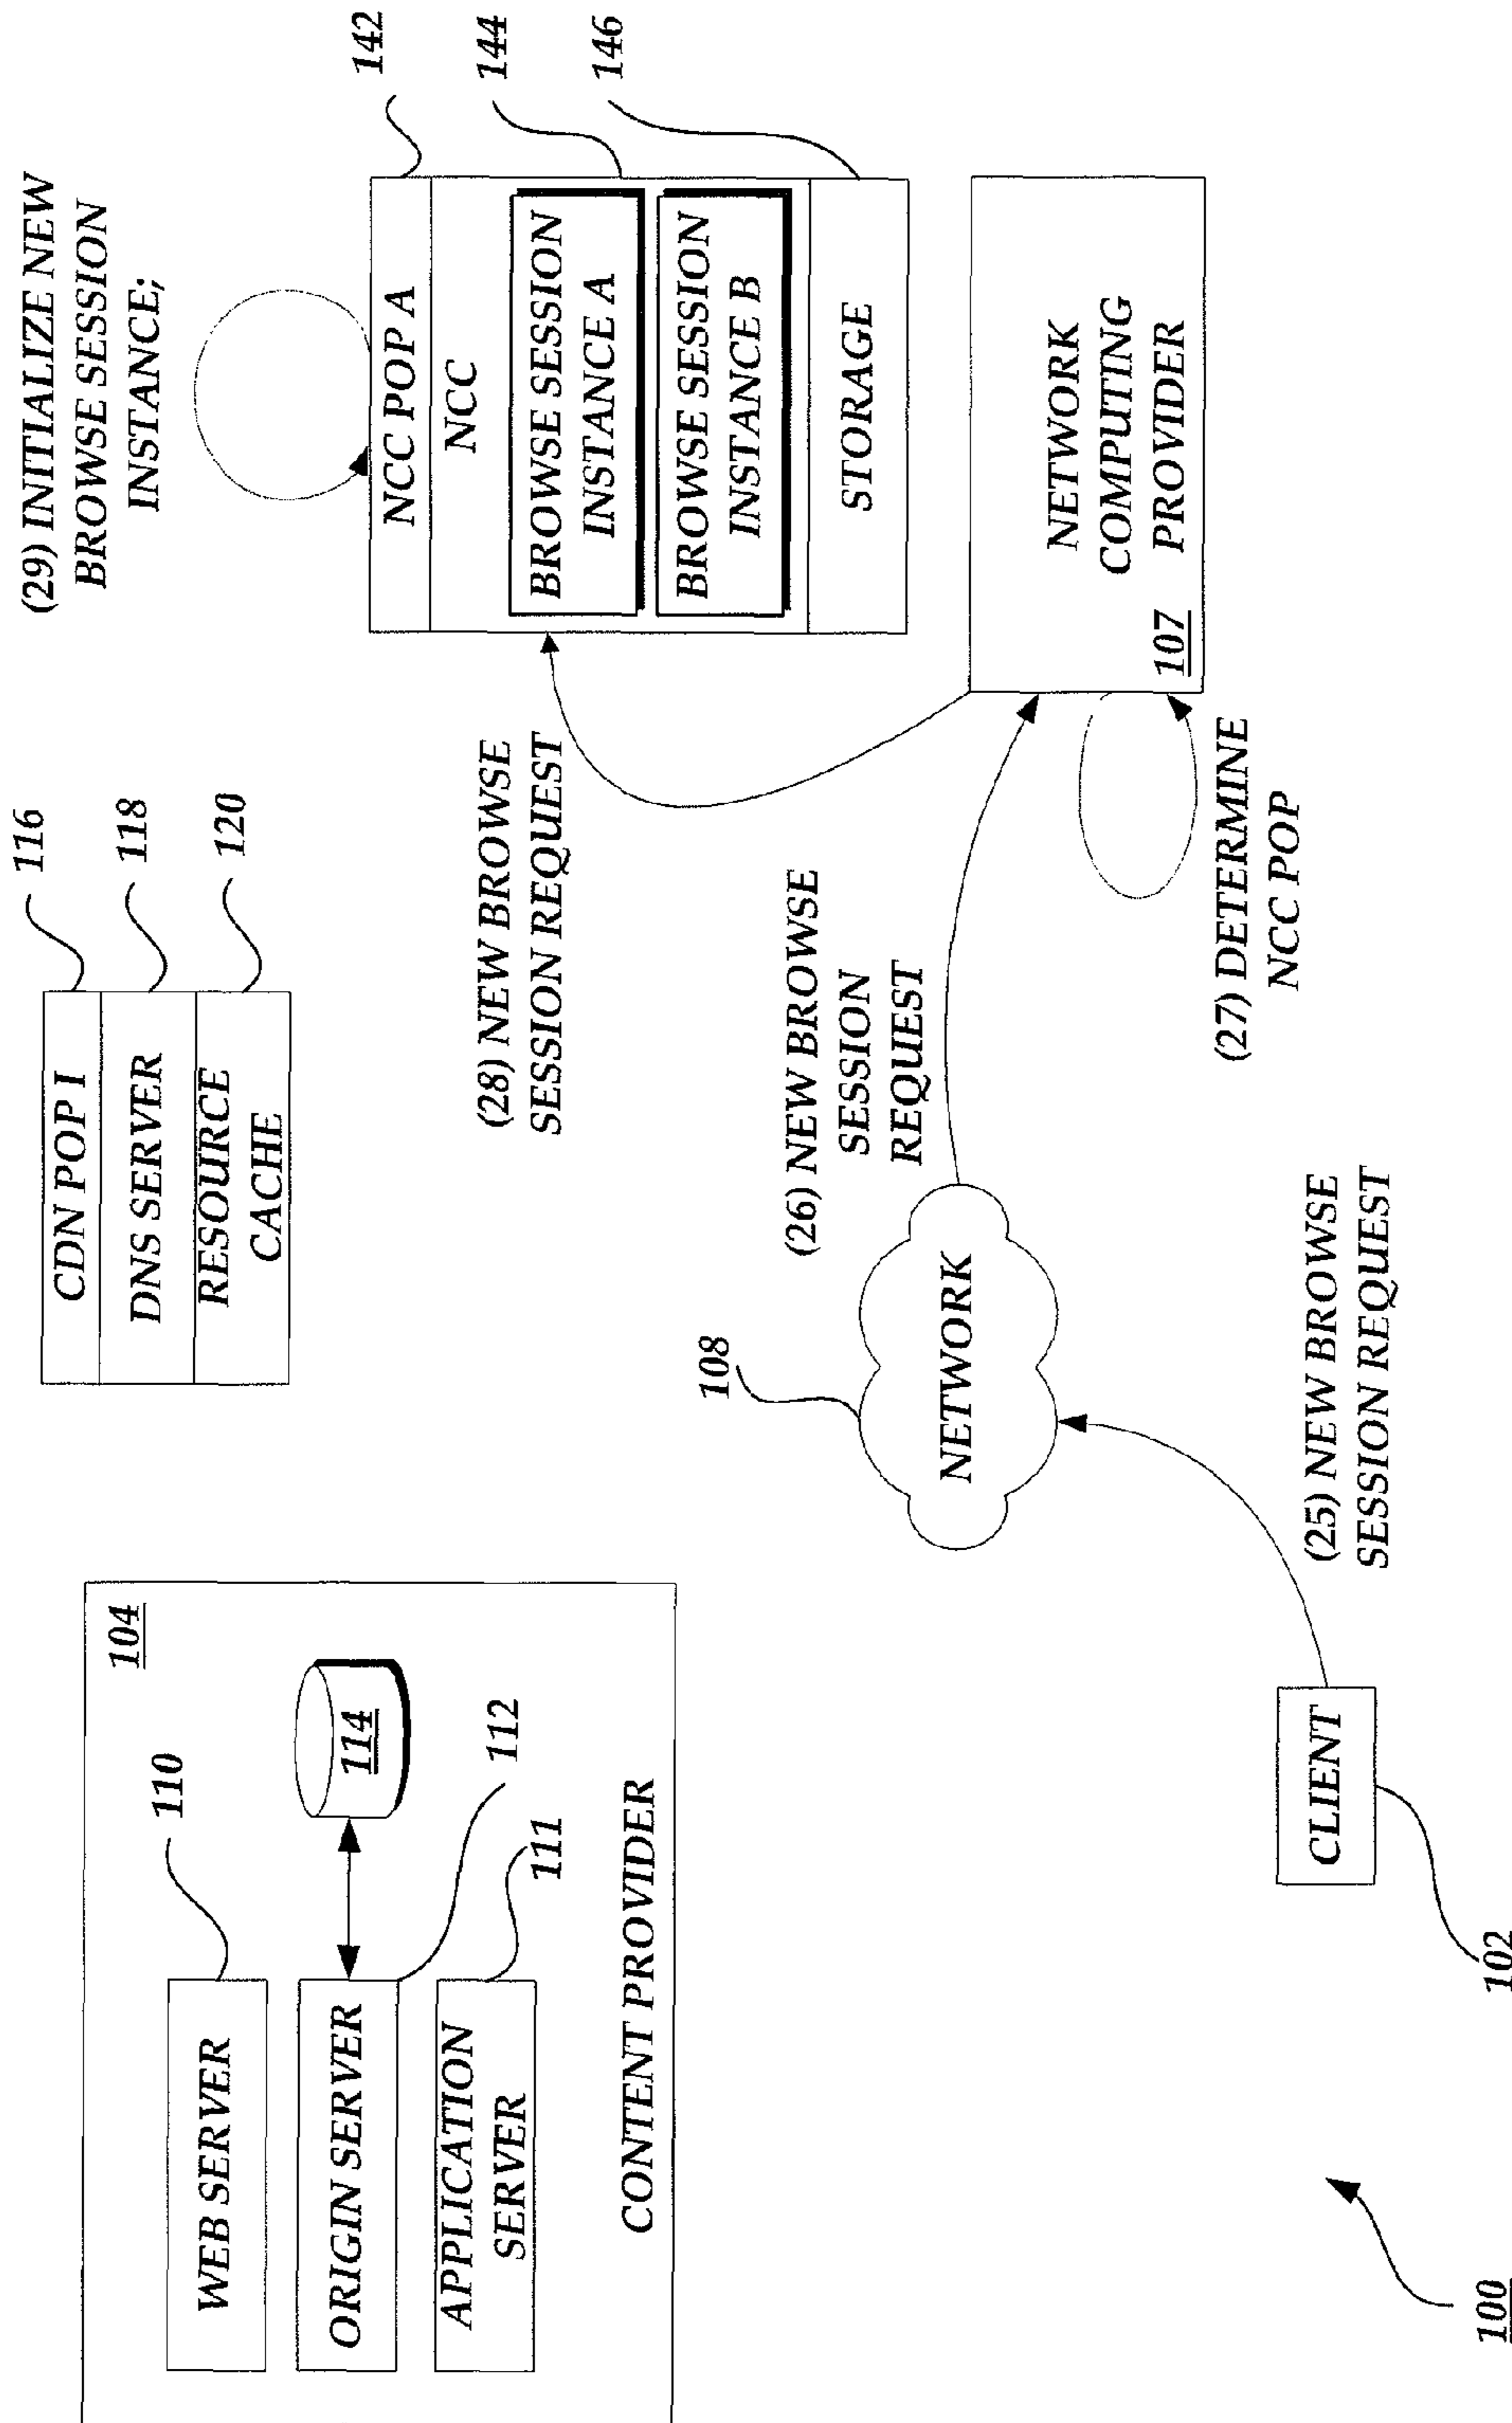 104
110
WEB SERVER
114
ORIGIN SERVER
112
111
APPLICATION
SERVER
CONTENT PROVIDER
116
CDN POP I
118
DNS SERVER
120
RESOURCE
CACHE
(29) INITIALIZE NEW
BROWSE SESSION
INSTANCE;
142
NCC POP A
144
NCC
BROWSE SESSION
INSTANCE A
BROWSE SESSION
INSTANCE B
146
STORAGE
(28) NEW BROWSE
SESSION REQUEST
108
NETWORK
(26) NEW BROWSE
SESSION
REQUEST
NETWORK
COMPUTING
PROVIDER
107
(27) DETERMINE
NCC POP
CLIENT
102
(25) NEW BROWSE
SESSION REQUEST
100